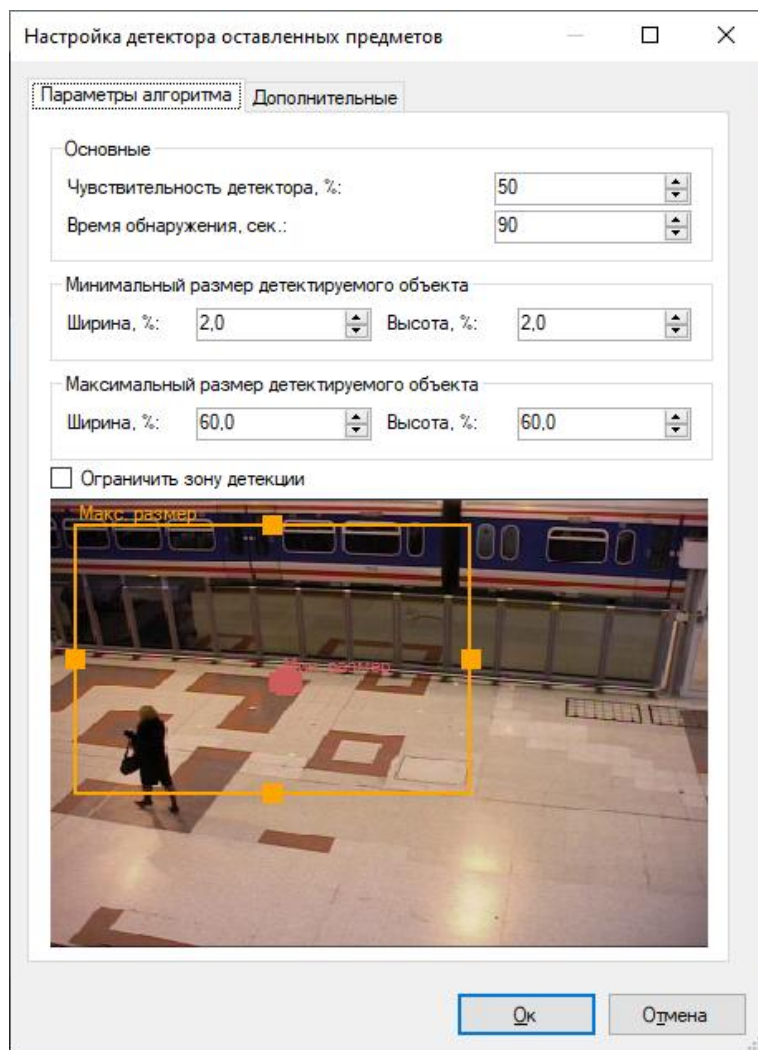 Настройка детектора оставленных предметов
Параметры алгоритма Дополнительные
Основные
Чувствительность детектора, %: 50
Время обнаружения, сек.: 90
Минимальный размер детектируемого объекта
Ширина, %: 2,0 Высота, %: 2,0
Максимальный размер детектируемого объекта
Ширина, %: 60,0 Высота, %: 60,0
Ограничить зону детекции
Макс. размер
Мин. размер
Ок Отмена